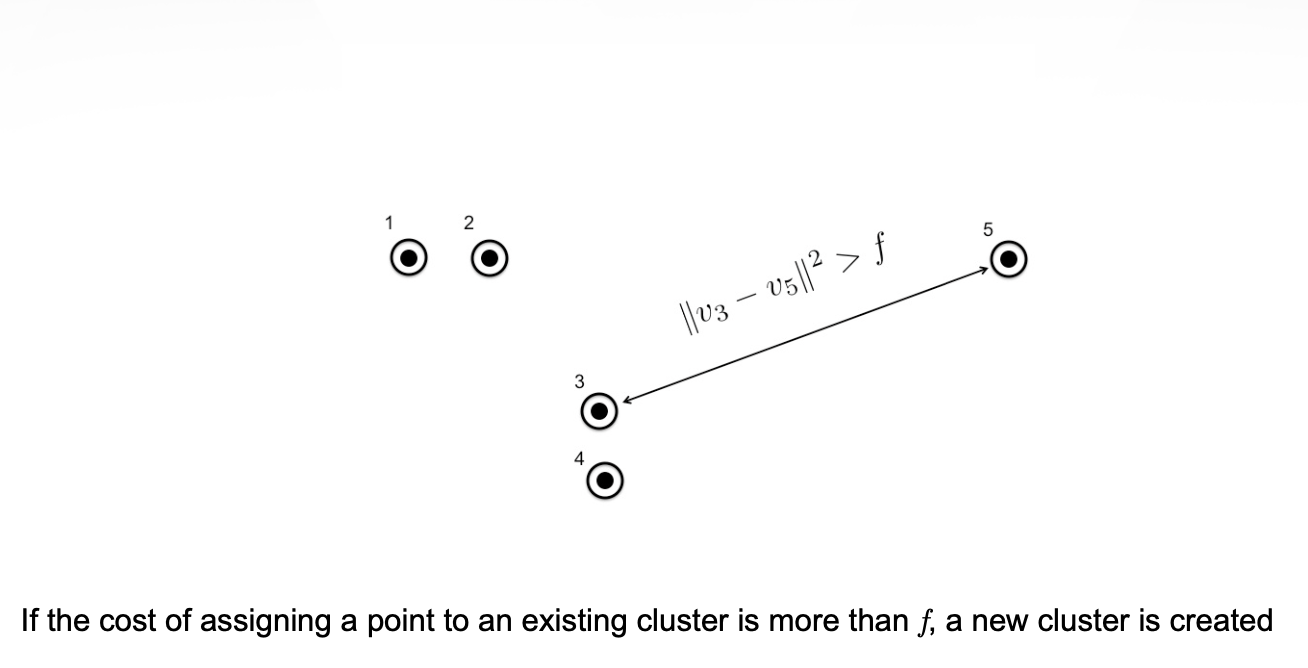 1 2
5
‖v₃ − v₅‖² > f
3
4
If the cost of assigning a point to an existing cluster is more than f, a new cluster is created